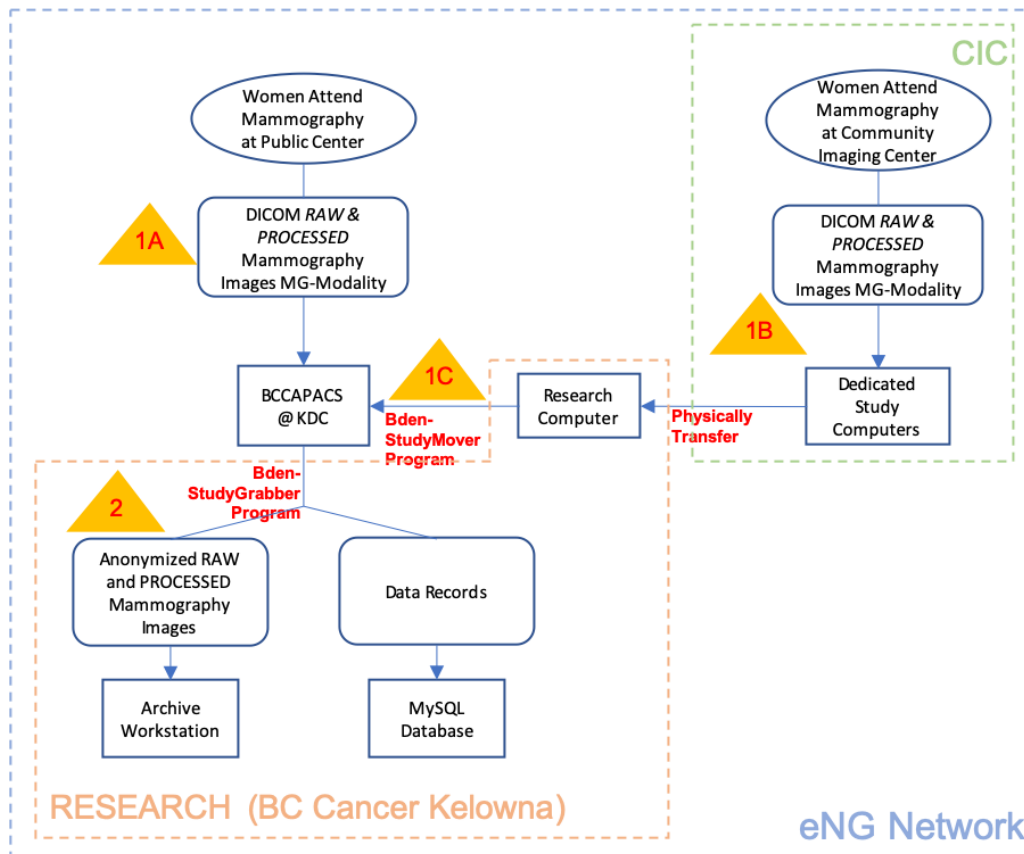 CIC
Women Attend
Mammography
at Public Center
Women Attend
Mammography
at Community
Imaging Center
1A
DICOM RAW &
PROCESSED
Mammography
Images MG-Modality
DICOM RAW &
PROCESSED
Mammography
Images MG-Modality
1B
1C
BCCAPACS
@ KDC
Bden-
StudyMover
Program
Research
Computer
Physically
Transfer
Dedicated
Study
Computers
Bden-
StudyGrabber
Program
2
Anonymized RAW
and PROCESSED
Mammography
Images
Data Records
Archive
Workstation
MySQL
Database
RESEARCH (BC Cancer Kelowna)
eNG Network